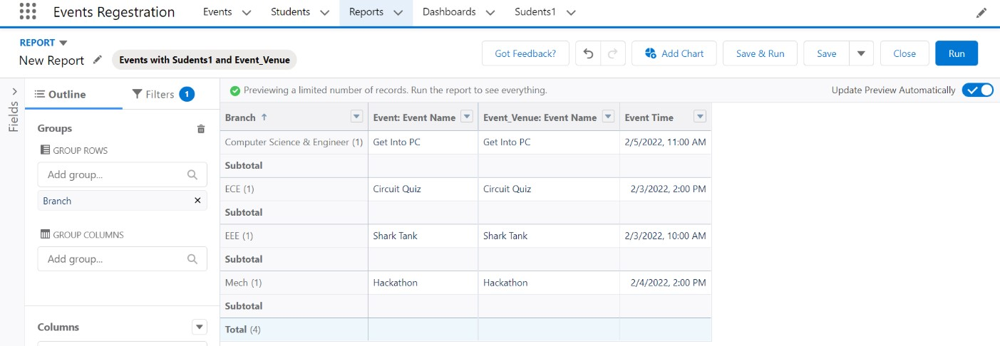 Events Regestration Events Students Reports Dashboards Sudents1
REPORT
New Report Events with Sudents1 and Event_Venue Got Feedback? Add Chart Save & Run Save Close Run
Fields
Outline Filters 1
Previewing a limited number of records. Run the report to see everything. Update Preview Automatically
Groups
GROUP ROWS
Add group...
Branch
GROUP COLUMNS
Add group...
Columns
Branch Event: Event Name Event_Venue: Event Name Event Time
Computer Science & Engineer (1) Get Into PC Get Into PC 2/5/2022, 11:00 AM
Subtotal
ECE (1) Circuit Quiz Circuit Quiz 2/3/2022, 2:00 PM
Subtotal
EEE (1) Shark Tank Shark Tank 2/3/2022, 10:00 AM
Subtotal
Mech (1) Hackathon Hackathon 2/4/2022, 2:00 PM
Subtotal
Total (4)